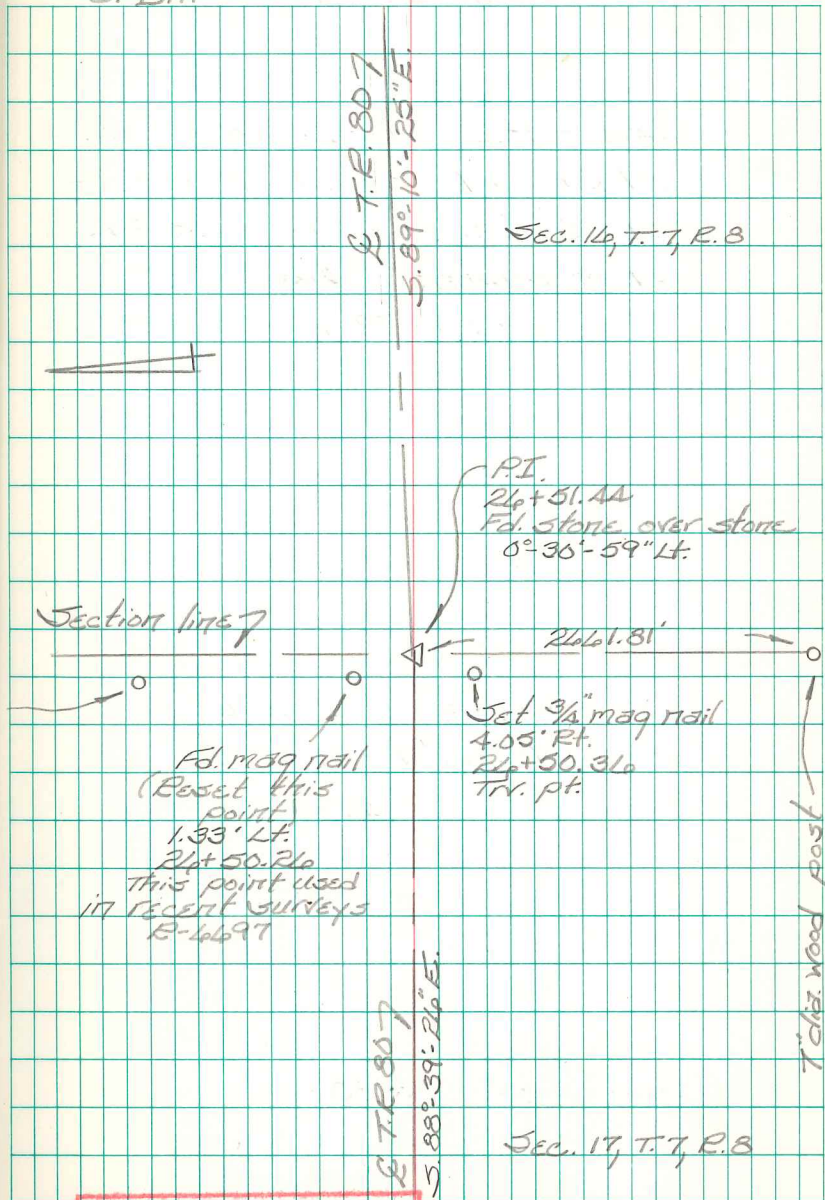 ℄ T.R. 80
S.89°-10'-25"E.
Sec. 16, T.7, R.8
P.I.
26+51.44
Fd. stone over stone
0°-30'-59" Lt.
Section line
2661.81'
Set 3/4" mag nail
4.05' Rt.
26+50.36
Trv. pt.
Fd. mag nail
(Reset this
point)
1.33' Lt.
26+50.26
This point used
in recent surveys
R-6697
7" dia. wood post
℄ T.R. 80
S.88°-39'-26"E.
Sec. 17, T.7, R.8